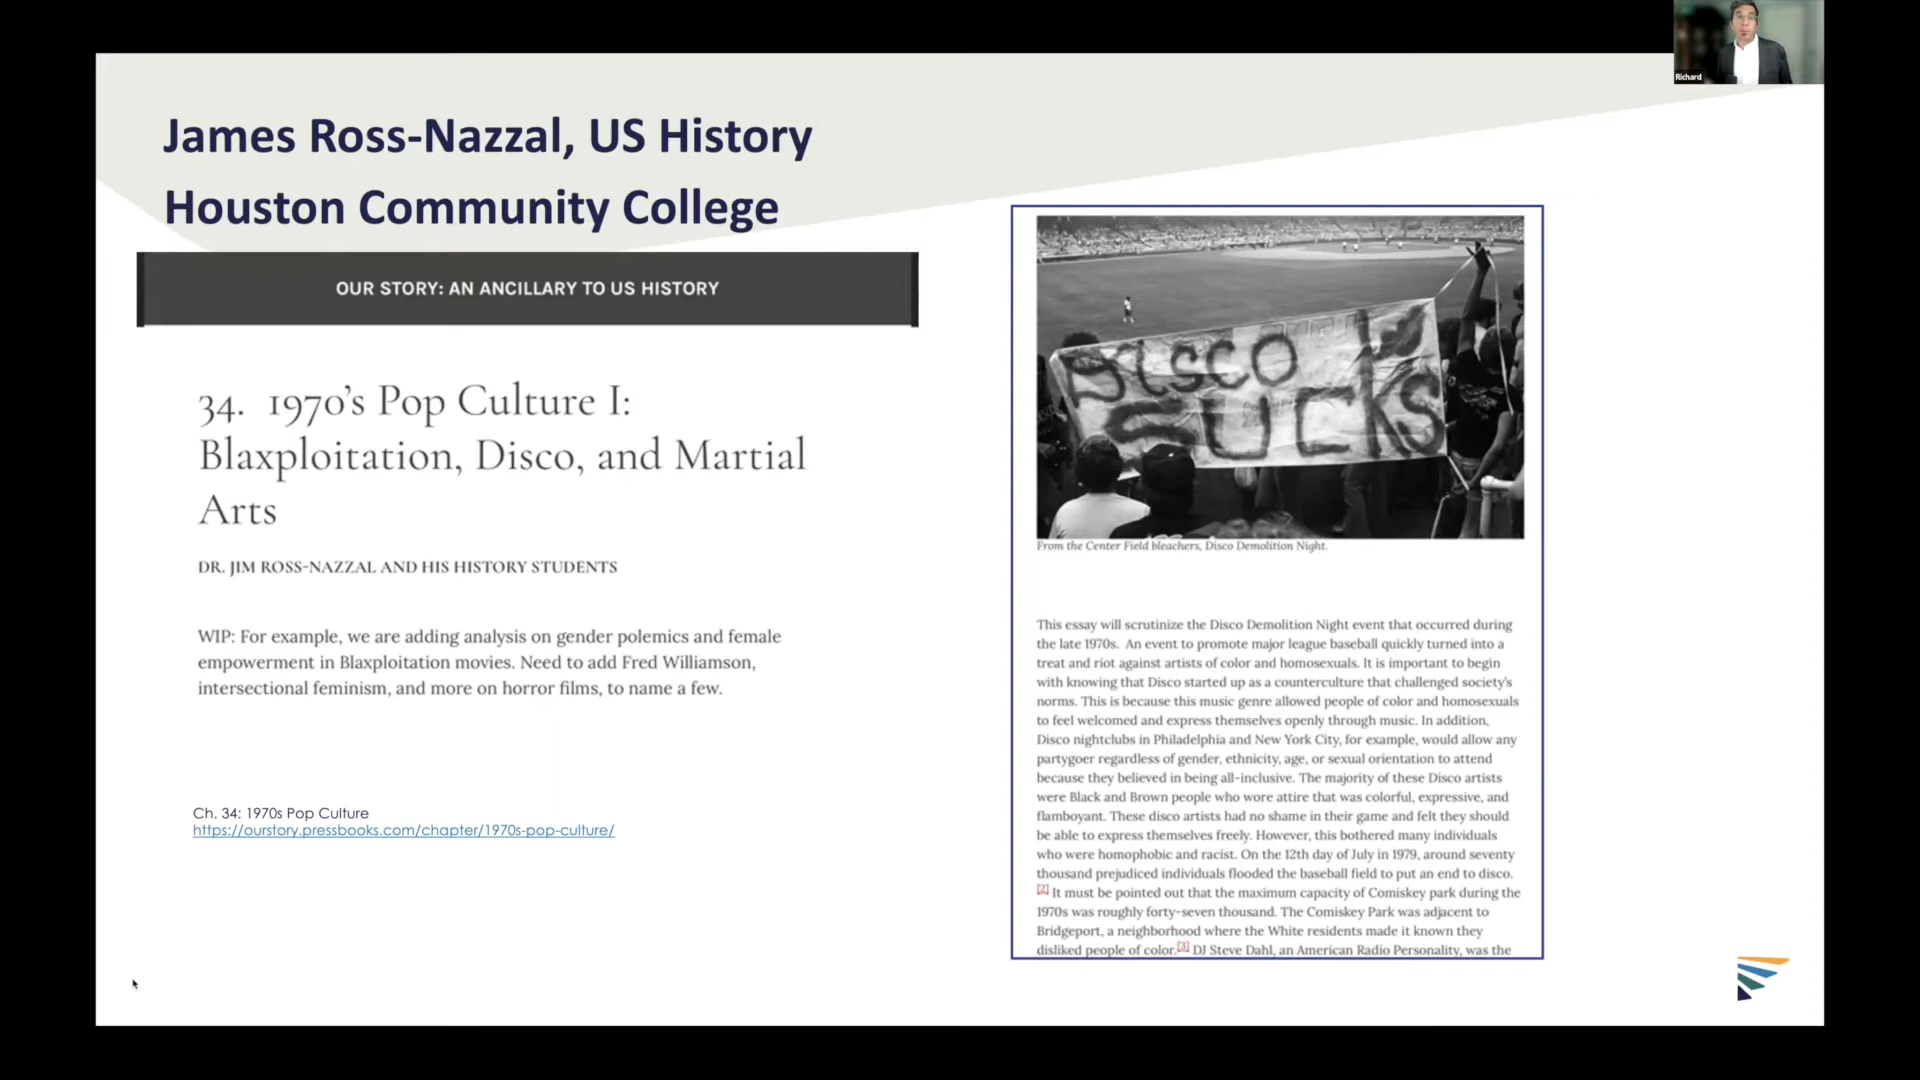 Richard
James Ross-Nazzal, US History
Houston Community College
OUR STORY: AN ANCILLARY TO US HISTORY
34. 1970's Pop Culture I:
Blaxploitation, Disco, and Martial
Arts
DR. JIM ROSS-NAZZAL AND HIS HISTORY STUDENTS
WIP: For example, we are adding analysis on gender polemics and female
empowerment in Blaxploitation movies. Need to add Fred Williamson,
intersectional feminism, and more on horror films, to name a few.
Ch. 34: 1970s Pop Culture
https://ourstory.pressbooks.com/chapter/1970s-pop-culture/
DISCO
SUCKS
From the Center Field bleachers, Disco Demolition Night.
This essay will scrutinize the Disco Demolition Night event that occurred during
the late 1970s. An event to promote major league baseball quickly turned into a
treat and riot against artists of color and homosexuals. It is important to begin
with knowing that Disco started up as a counterculture that challenged society's
norms. This is because this music genre allowed people of color and homosexuals
to feel welcomed and express themselves openly through music. In addition,
Disco nightclubs in Philadelphia and New York City, for example, would allow any
partygoer regardless of gender, ethnicity, age, or sexual orientation to attend
because they believed in being all-inclusive. The majority of these Disco artists
were Black and Brown people who wore attire that was colorful, expressive, and
flamboyant. These disco artists had no shame in their game and felt they should
be able to express themselves freely. However, this bothered many individuals
who were homophobic and racist. On the 12th day of July in 1979, around seventy
thousand prejudiced individuals flooded the baseball field to put an end to disco.
[2] It must be pointed out that the maximum capacity of Comiskey park during the
1970s was roughly forty-seven thousand. The Comiskey Park was adjacent to
Bridgeport, a neighborhood where the White residents made it known they
disliked people of color.[3] DJ Steve Dahl, an American Radio Personality, was the